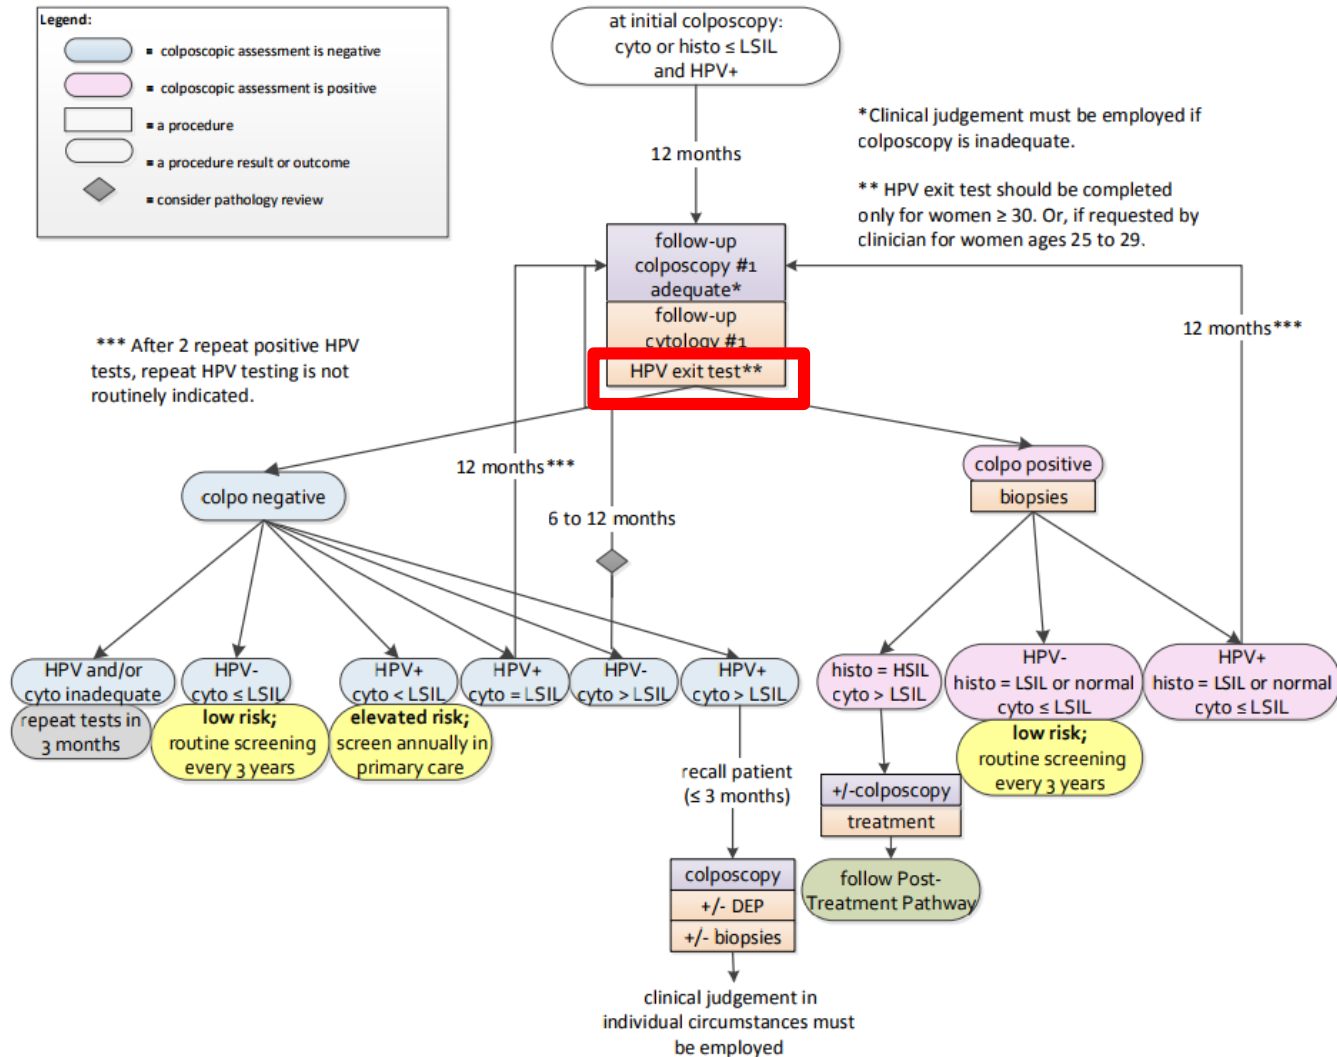 Legend:
= colposcopic assessment is negative
= colposcopic assessment is positive
= a procedure
= a procedure result or outcome
= consider pathology review
at initial colposcopy:
cyto or histo ≤ LSIL
and HPV+
12 months
*Clinical judgement must be employed if
colposcopy is inadequate.
** HPV exit test should be completed
only for women ≥ 30. Or, if requested by
clinician for women ages 25 to 29.
follow-up
colposcopy #1
adequate*
follow-up
cytology #1
HPV exit test**
*** After 2 repeat positive HPV
tests, repeat HPV testing is not
routinely indicated.
12 months***
12 months***
6 to 12 months
colpo negative
colpo positive
biopsies
HPV and/or
cyto inadequate
repeat tests in
3 months
HPV-
cyto ≤ LSIL
low risk;
routine screening
every 3 years
HPV+
cyto < LSIL
elevated risk;
screen annually in
primary care
HPV+
cyto = LSIL
HPV-
cyto > LSIL
HPV+
cyto > LSIL
histo = HSIL
cyto > LSIL
HPV-
histo = LSIL or normal
cyto ≤ LSIL
low risk;
routine screening
every 3 years
HPV+
histo = LSIL or normal
cyto ≤ LSIL
recall patient
(≤ 3 months)
+/-colposcopy
treatment
colposcopy
+/- DEP
+/- biopsies
follow Post-
Treatment Pathway
clinical judgement in
individual circumstances must
be employed